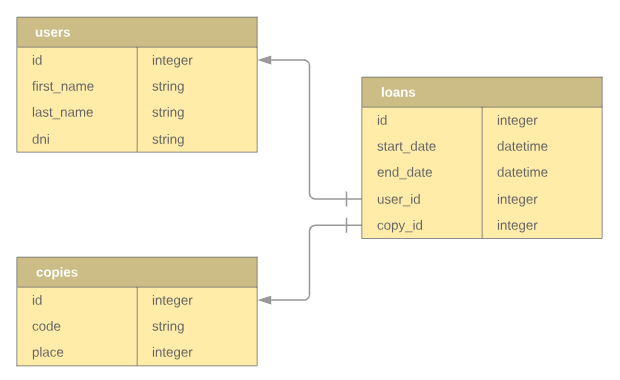 users
id integer
first_name string
last_name string
dni string
loans
id integer
start_date datetime
end_date datetime
user_id integer
copy_id integer
copies
id integer
code string
place integer